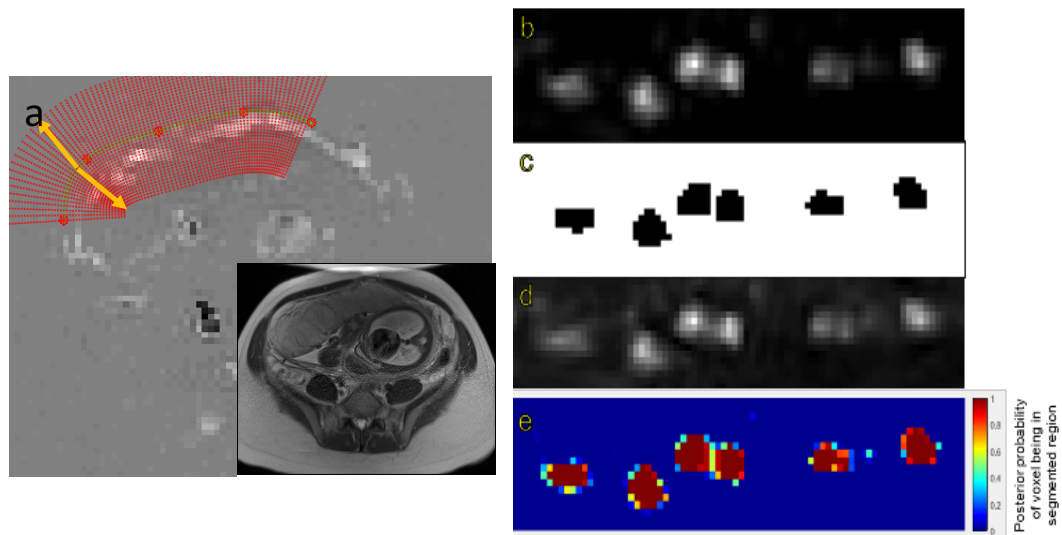 a
b
c
d
e
1
0.8
0.6
0.4
0.2
0
Posterior probability
of voxel being in
segmented region